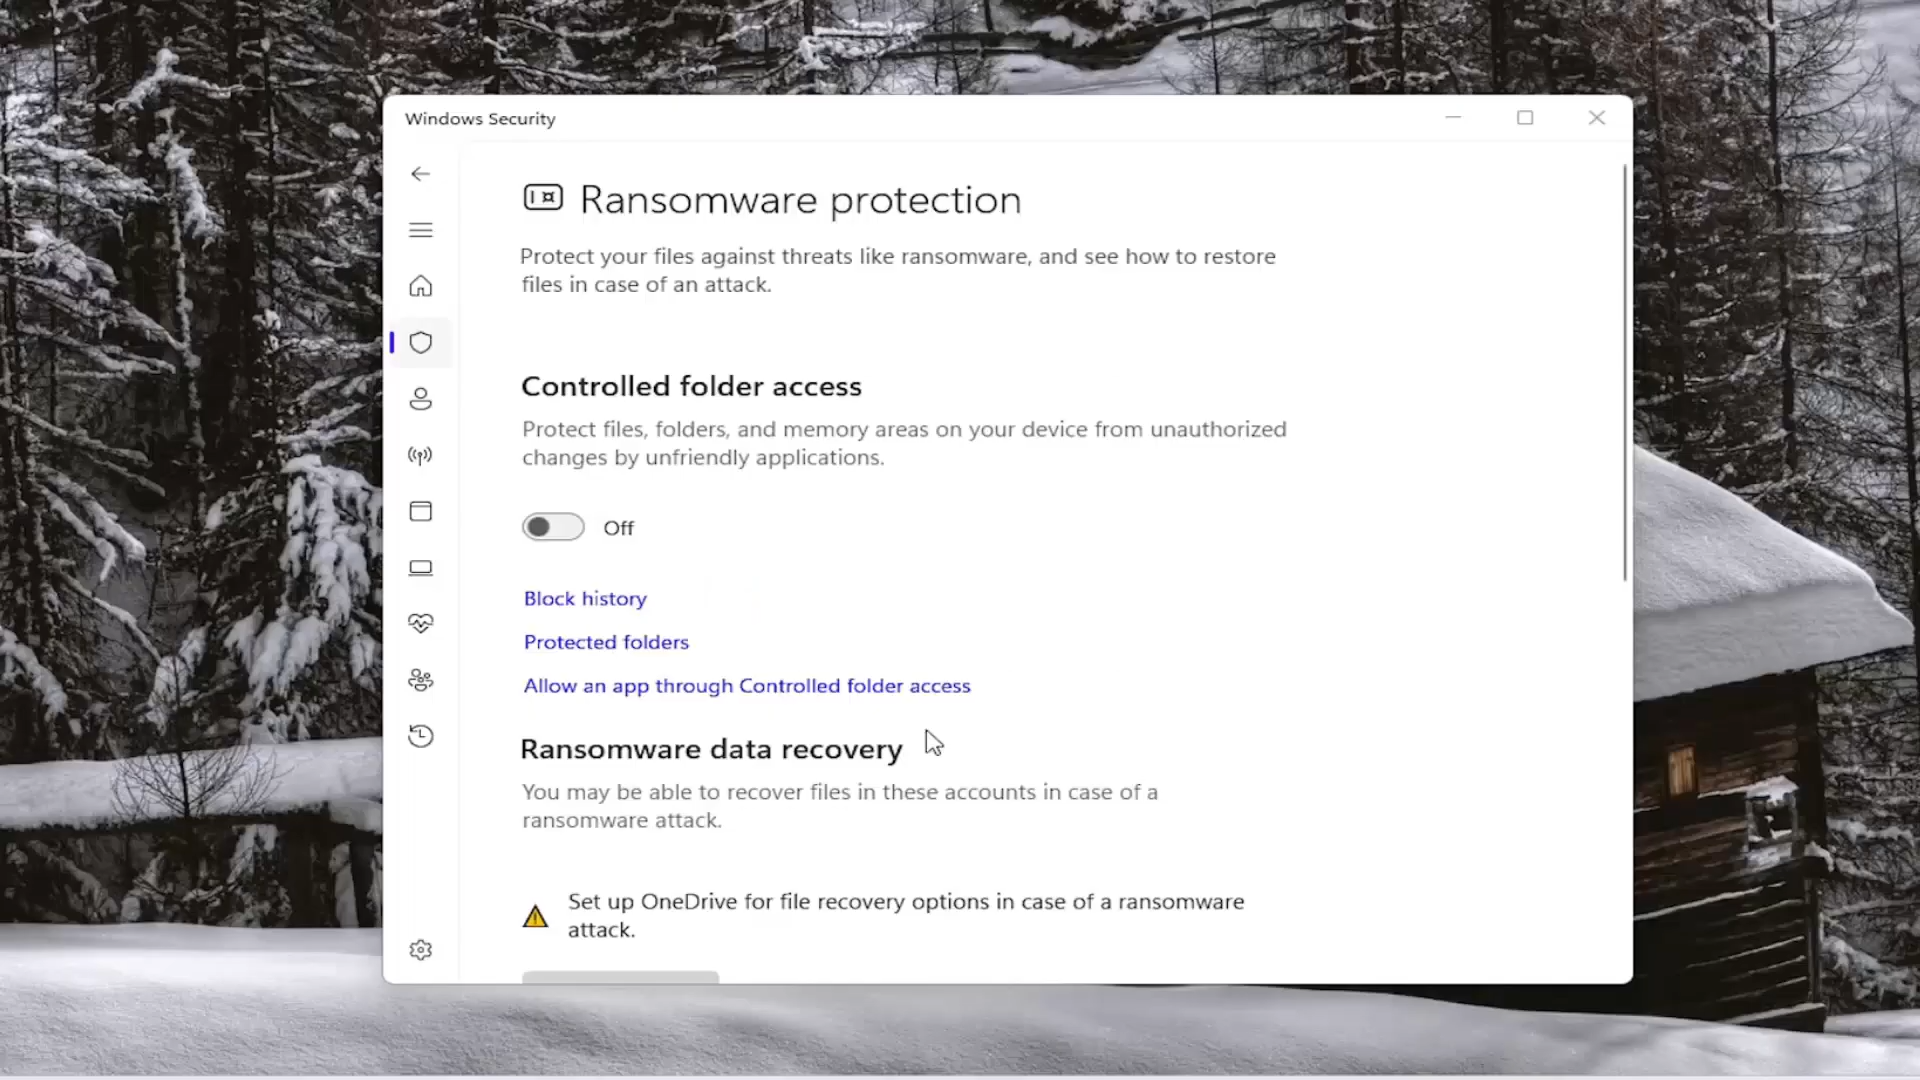 Windows Security
Ransomware protection
Protect your files against threats like ransomware, and see how to restore
files in case of an attack.
Controlled folder access
Protect files, folders, and memory areas on your device from unauthorized
changes by unfriendly applications.
Off
Block history
Protected folders
Allow an app through Controlled folder access
Ransomware data recovery
You may be able to recover files in these accounts in case of a
ransomware attack.
Set up OneDrive for file recovery options in case of a ransomware
attack.